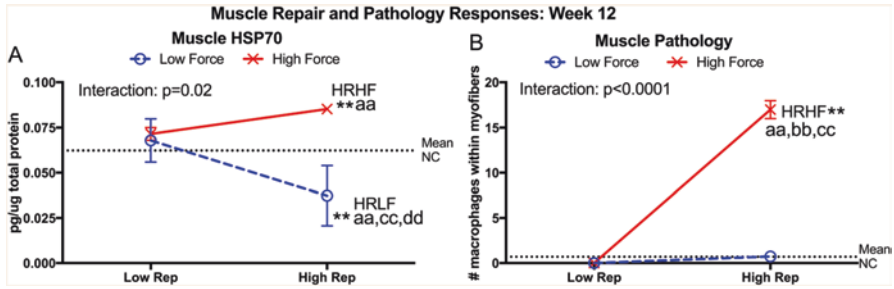 Muscle Repair and Pathology Responses: Week 12
A
Muscle HSP70
Low Force
High Force
Interaction: p=0.02
HRHF
**aa
Mean
NC
HRLF
**aa,cc,dd
pg/ug total protein
0.100
0.075
0.050
0.025
0.000
Low Rep
High Rep
B
Muscle Pathology
Low Force
High Force
Interaction: p<0.0001
HRHF**
aa,bb,cc
Mean
NC
# macrophages within myofibers
20
15
10
5
0
Low Rep
High Rep